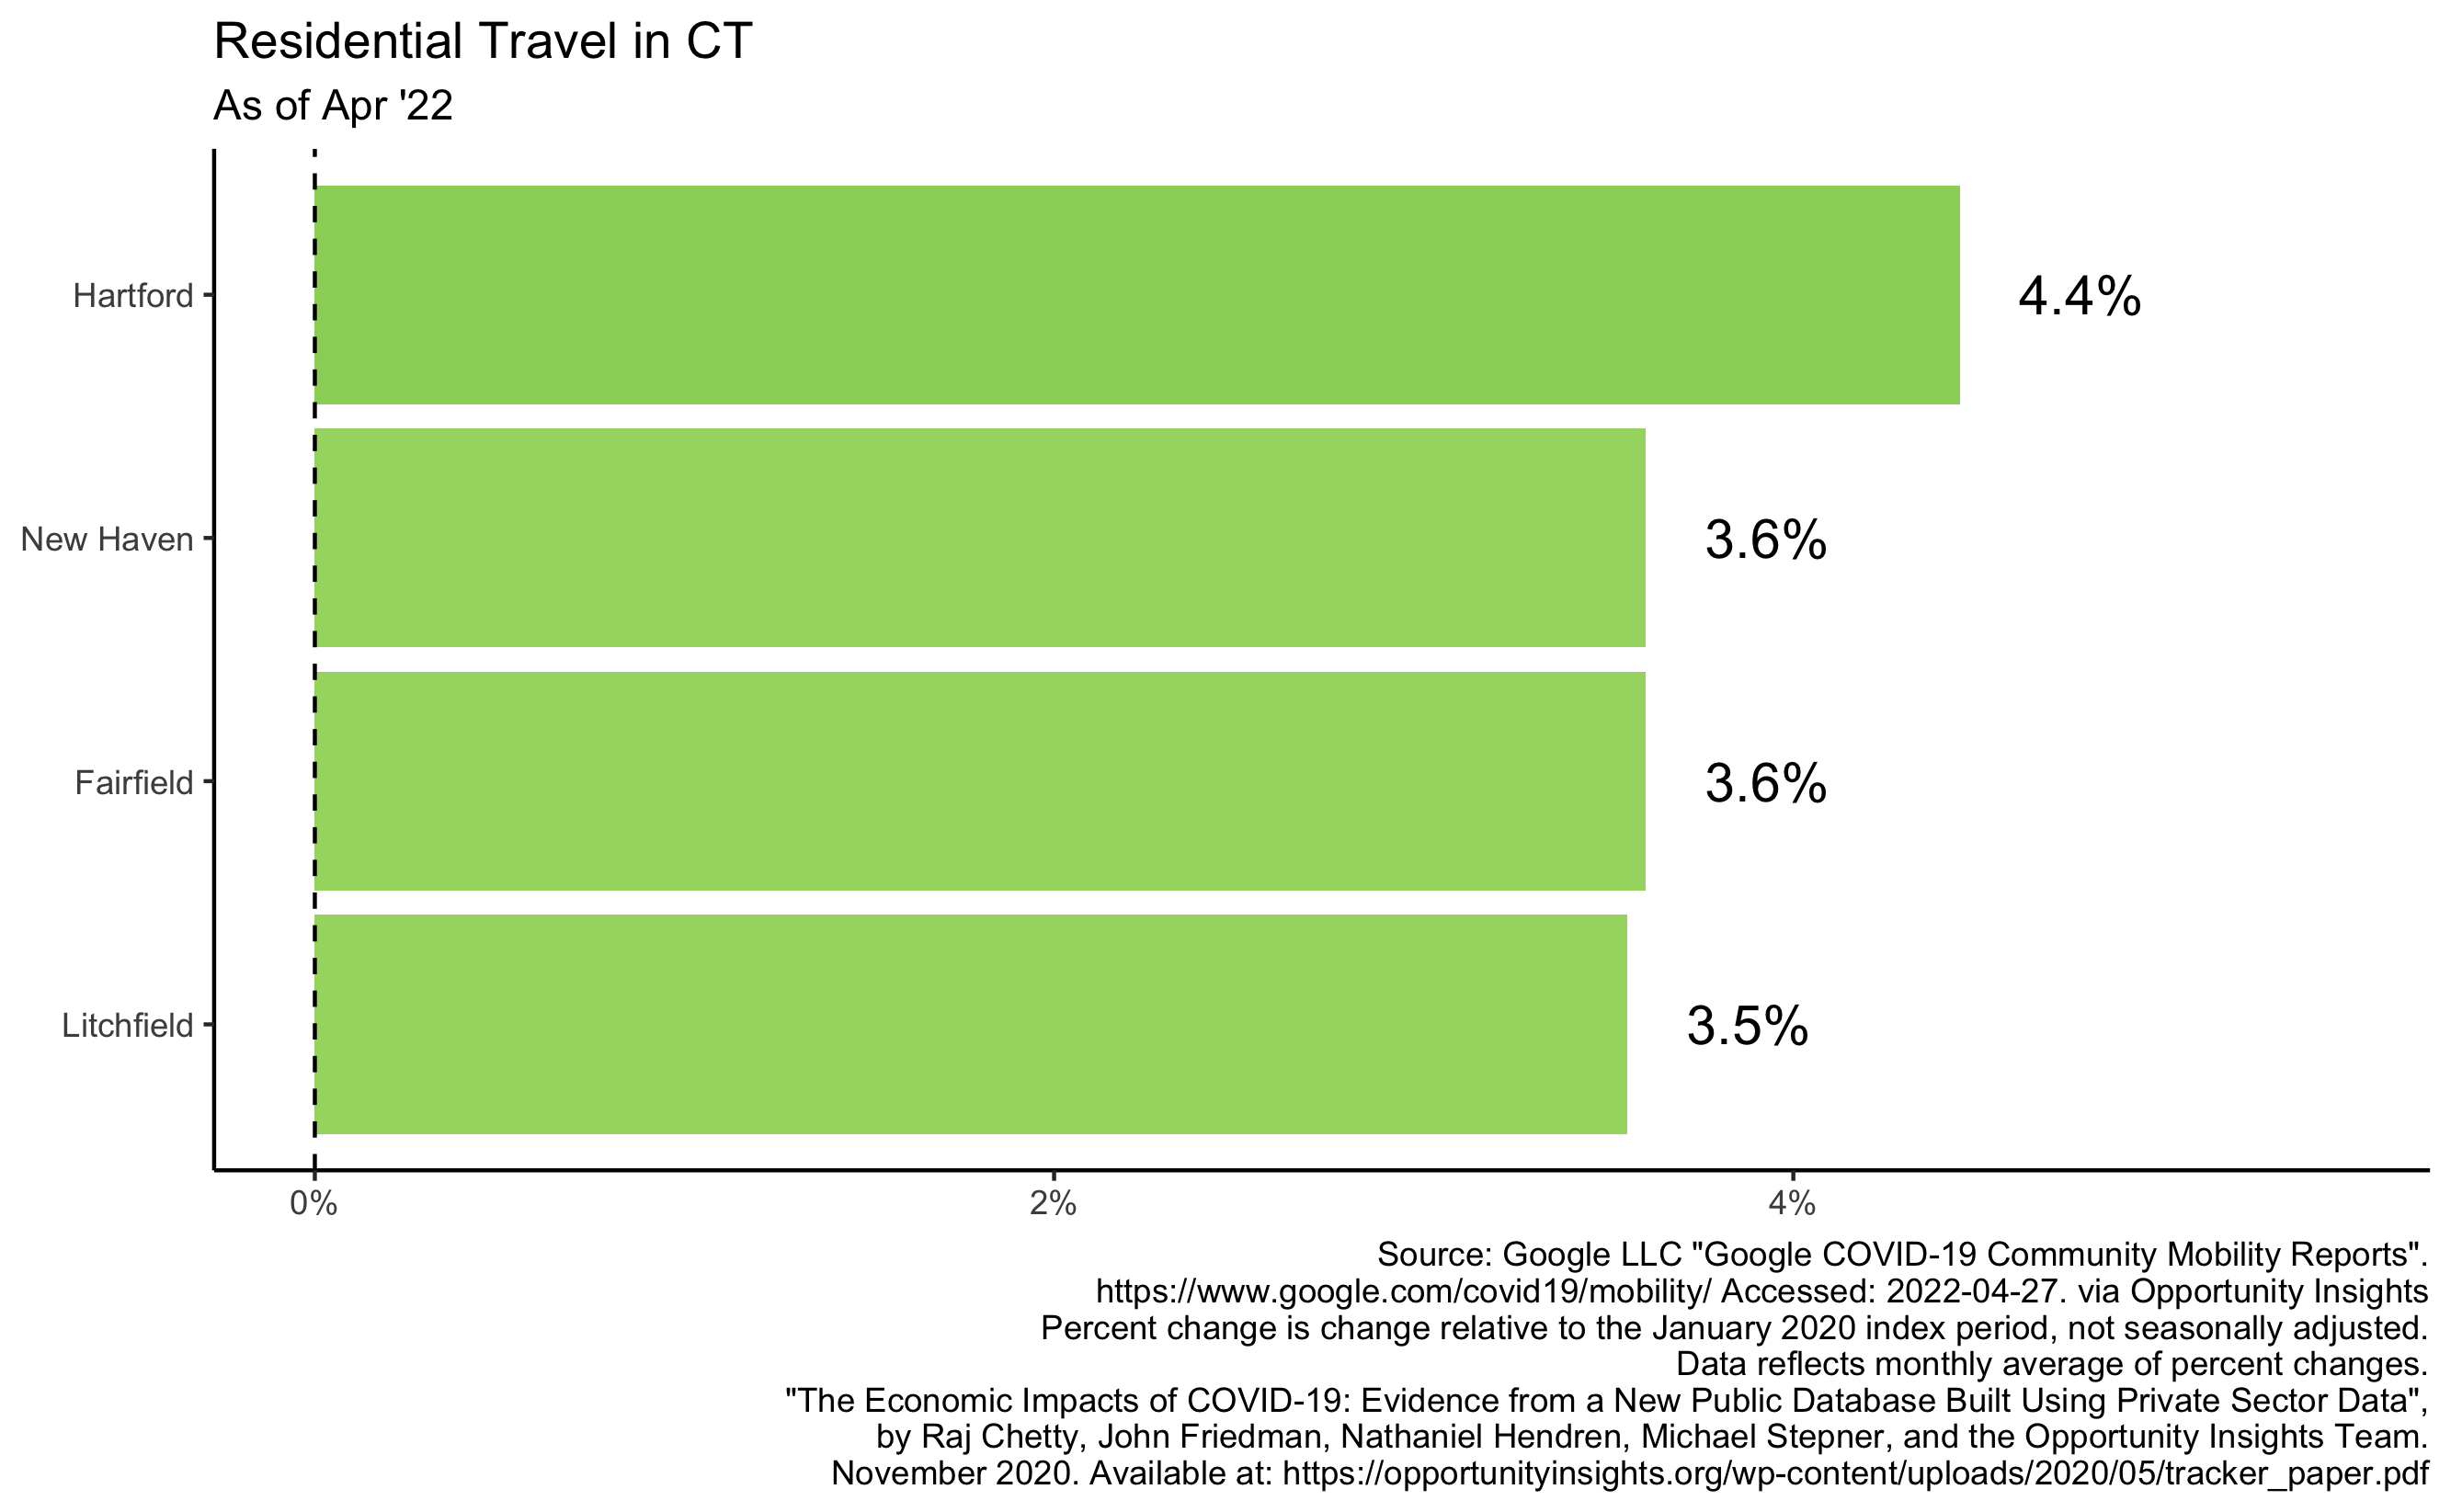 Residential Travel in CT
As of Apr '22
Hartford
4.4%
New Haven
3.6%
Fairfield
3.6%
Litchfield
3.5%
0%
2%
4%
Source: Google LLC "Google COVID-19 Community Mobility Reports".
https://www.google.com/covid19/mobility/ Accessed: 2022-04-27. via Opportunity Insights
Percent change is change relative to the January 2020 index period, not seasonally adjusted.
Data reflects monthly average of percent changes.
"The Economic Impacts of COVID-19: Evidence from a New Public Database Built Using Private Sector Data",
by Raj Chetty, John Friedman, Nathaniel Hendren, Michael Stepner, and the Opportunity Insights Team.
November 2020. Available at: https://opportunityinsights.org/wp-content/uploads/2020/05/tracker_paper.pdf